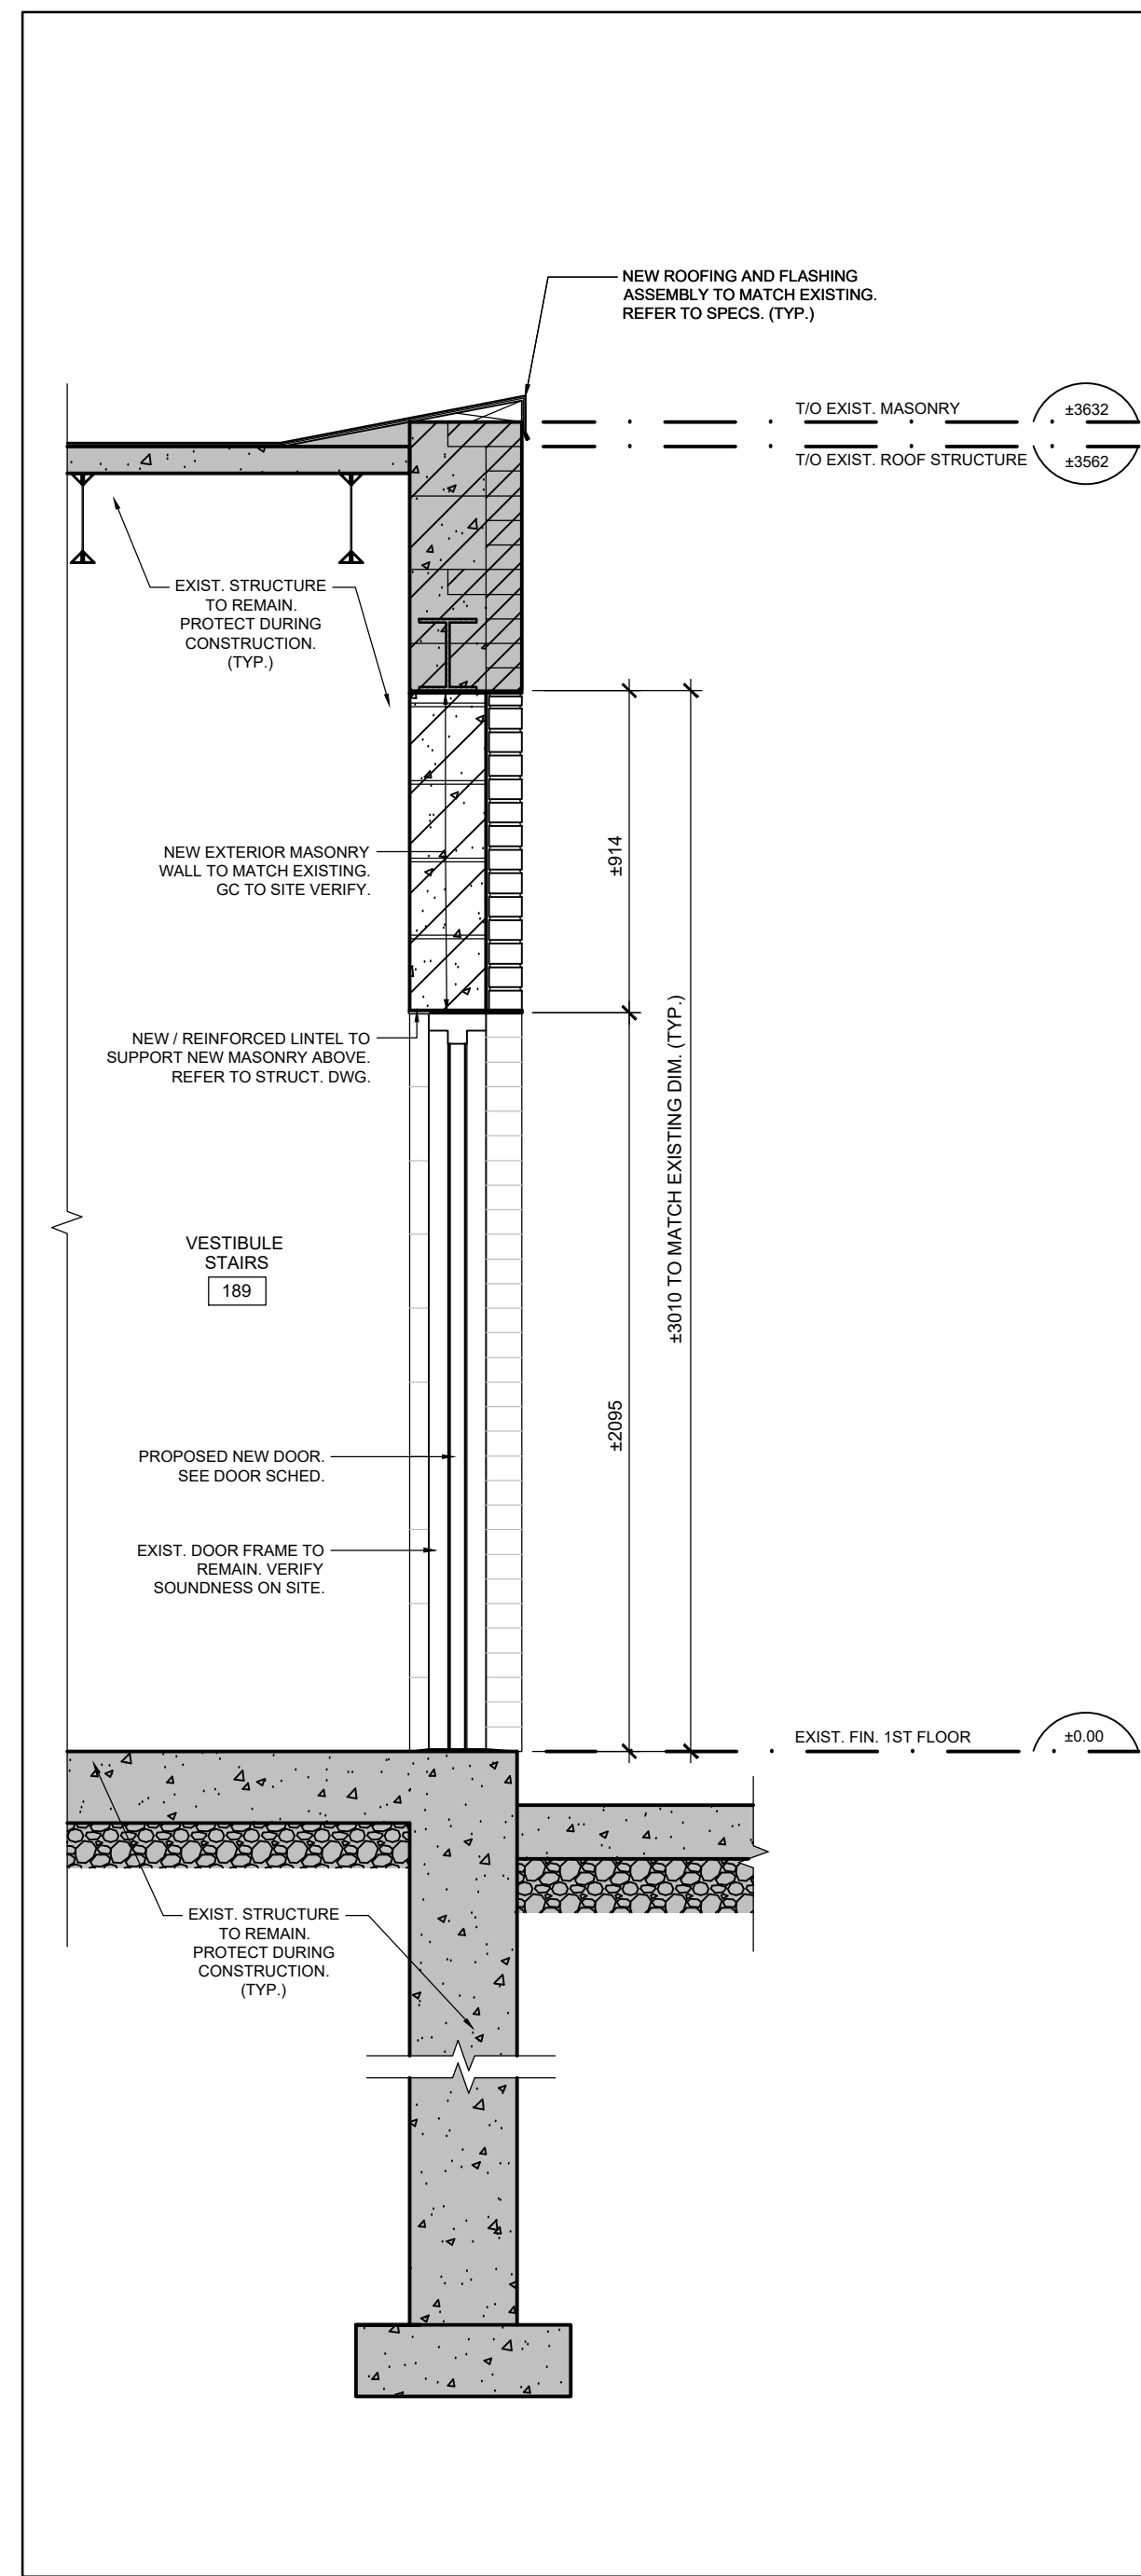 NEW ROOFING AND FLASHING
ASSEMBLY TO MATCH EXISTING.
REFER TO SPECS. (TYP.)
T/O EXIST. MASONRY
±3632
T/O EXIST. ROOF STRUCTURE
±3562
EXIST. STRUCTURE
TO REMAIN.
PROTECT DURING
CONSTRUCTION.
(TYP.)
NEW EXTERIOR MASONRY
WALL TO MATCH EXISTING.
GC TO SITE VERIFY.
±914
NEW / REINFORCED LINTEL TO
SUPPORT NEW MASONRY ABOVE.
REFER TO STRUCT. DWG.
±3010 TO MATCH EXISTING DIM. (TYP.)
VESTIBULE
STAIRS
189
±2095
PROPOSED NEW DOOR.
SEE DOOR SCHED.
EXIST. DOOR FRAME TO
REMAIN. VERIFY
SOUNDNESS ON SITE.
EXIST. FIN. 1ST FLOOR
±0.00
EXIST. STRUCTURE
TO REMAIN.
PROTECT DURING
CONSTRUCTION.
(TYP.)